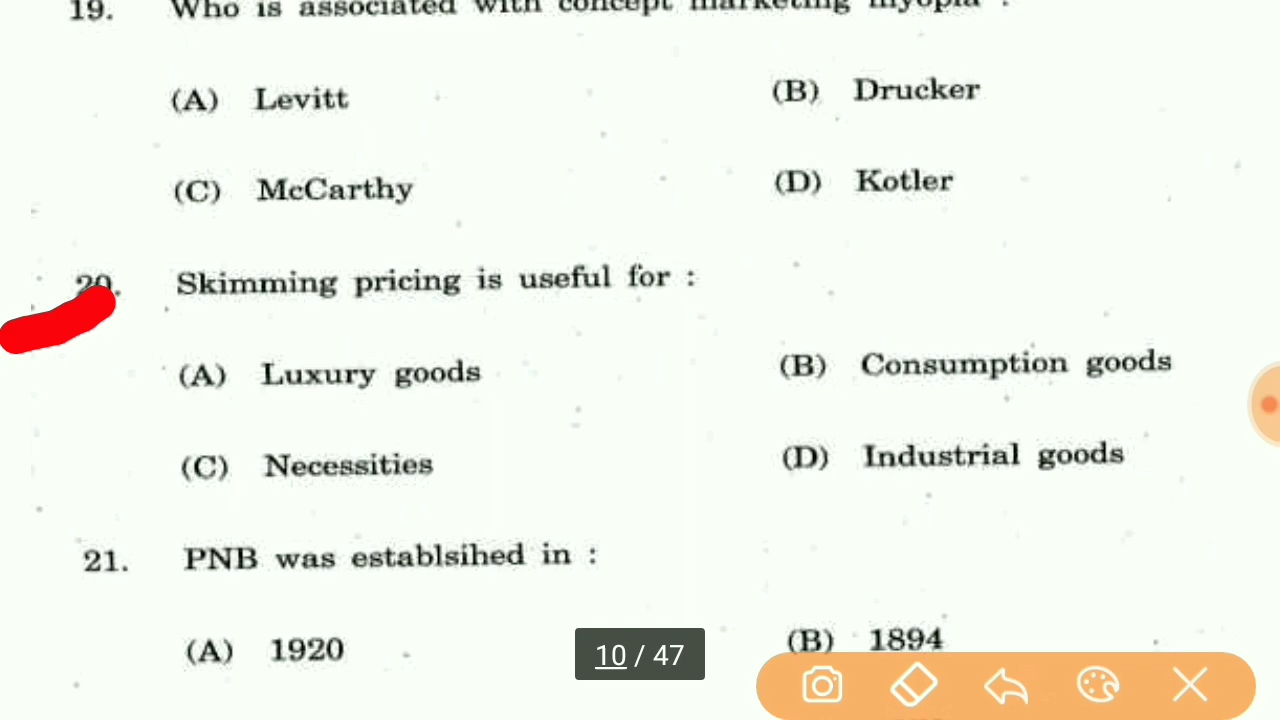 19. Who is associated with concept marketing myopia ?
(A) Levitt (B) Drucker
(C) McCarthy (D) Kotler
20. Skimming pricing is useful for :
(A) Luxury goods (B) Consumption goods
(C) Necessities (D) Industrial goods
21. PNB was establsihed in :
(A) 1920 (B) 1894
10 / 47